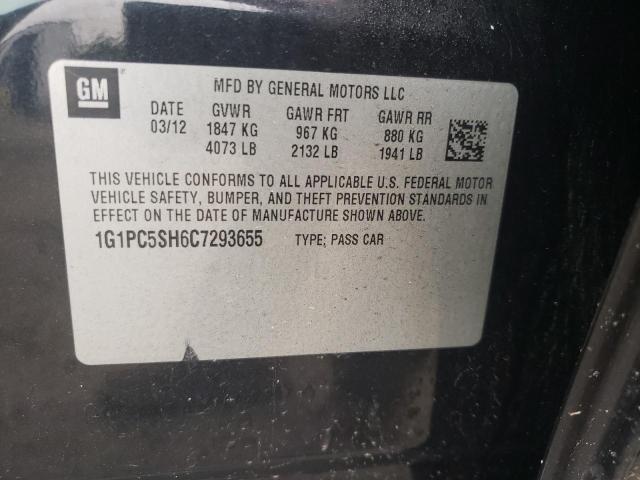 GM
MFD BY GENERAL MOTORS LLC
DATE GVWR GAWR FRT GAWR RR
03/12 1847 KG 967 KG 880 KG
4073 LB 2132 LB 1941 LB
THIS VEHICLE CONFORMS TO ALL APPLICABLE U.S. FEDERAL MOTOR
VEHICLE SAFETY, BUMPER, AND THEFT PREVENTION STANDARDS IN
EFFECT ON THE DATE OF MANUFACTURE SHOWN ABOVE.
1G1PC5SH6C7293655 TYPE; PASS CAR